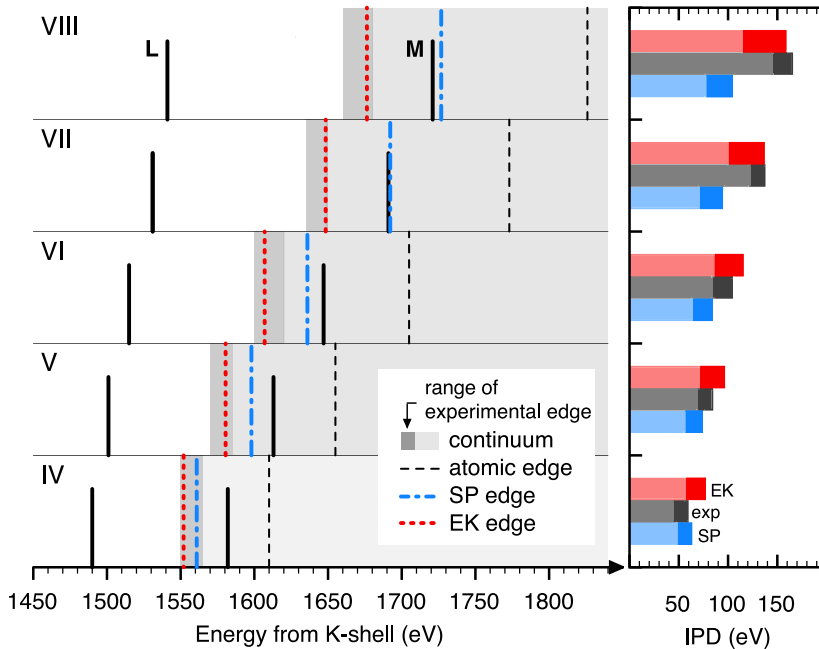 VIII
L
M
VII
VI
V
IV
range of
experimental edge
continuum
atomic edge
SP edge
EK edge
EK
exp
SP
1450 1500 1550 1600 1650 1700 1750 1800
50 100 150
Energy from K-shell (eV)
IPD (eV)